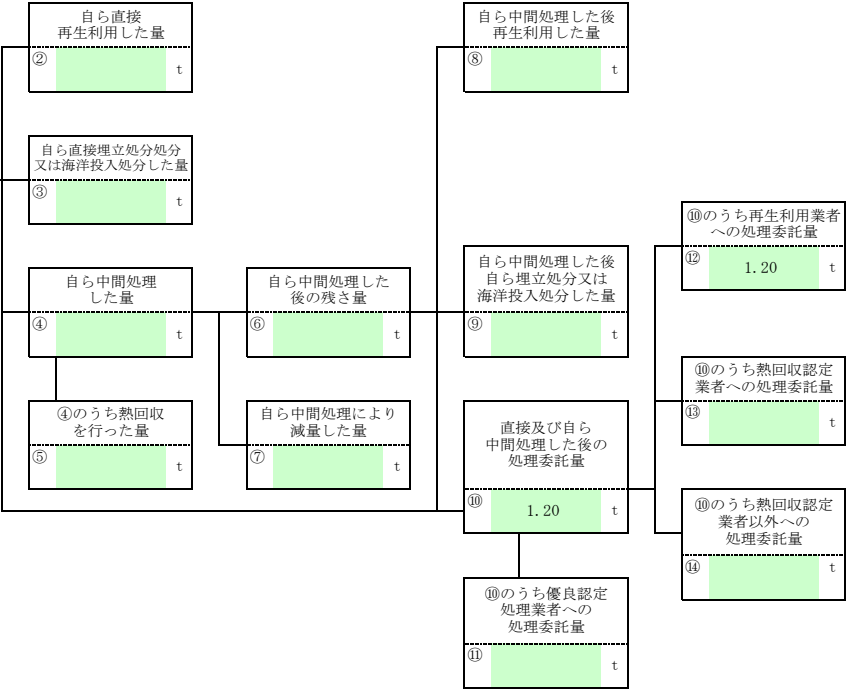 自ら直接
再生利用した量
②
t
自ら直接埋立処分処分
又は海洋投入処分した量
③
t
自ら中間処理
した量
④
t
④のうち熱回収
を行った量
⑤
t
自ら中間処理した
後の残さ量
⑥
t
自ら中間処理により
減量した量
⑦
t
自ら中間処理した後
再生利用した量
⑧
t
自ら中間処理した後
自ら埋立処分又は
海洋投入処分した量
⑨
t
直接及び自ら
中間処理した後の
処理委託量
⑩ 1.20 t
⑩のうち優良認定
処理業者への
処理委託量
⑪
t
⑩のうち再生利用業者
への処理委託量
⑫ 1.20 t
⑩のうち熱回収認定
業者への処理委託量
⑬
t
⑩のうち熱回収認定
業者以外への
処理委託量
⑭
t